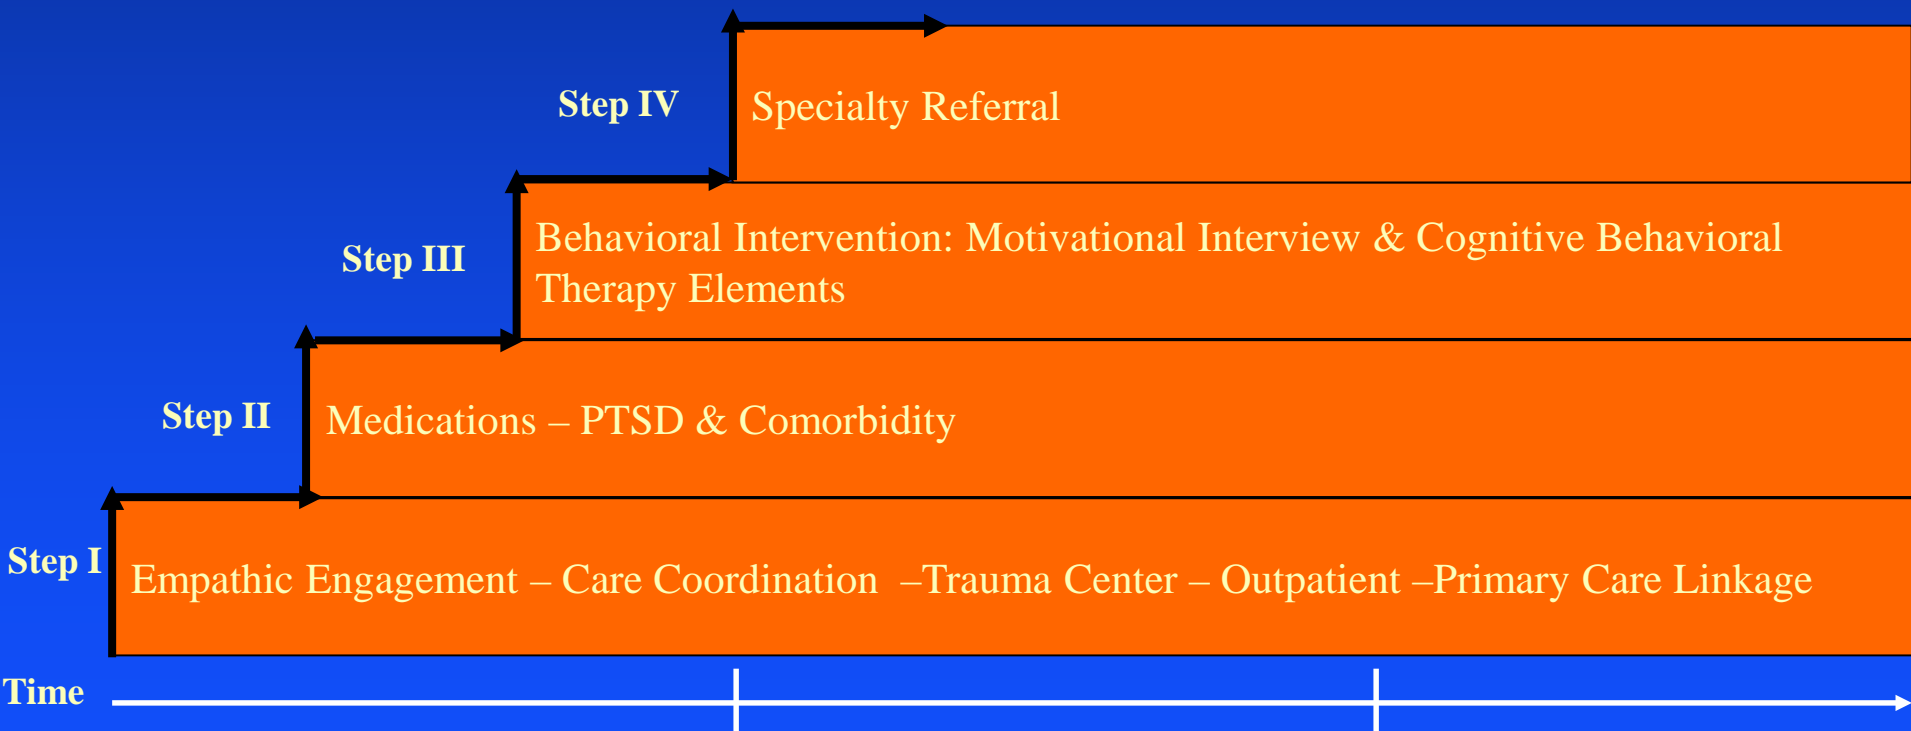 Step IV
Specialty Referral
Step III
Behavioral Intervention: Motivational Interview & Cognitive Behavioral
Therapy Elements
Step II
Medications – PTSD & Comorbidity
Step I
Empathic Engagement – Care Coordination –Trauma Center – Outpatient –Primary Care Linkage
Time